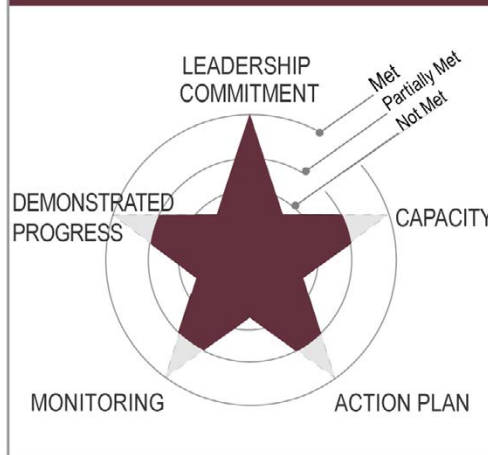 LEADERSHIP
COMMITMENT
Met
Partially Met
Not Met
DEMONSTRATED
PROGRESS
CAPACITY
MONITORING
ACTION PLAN